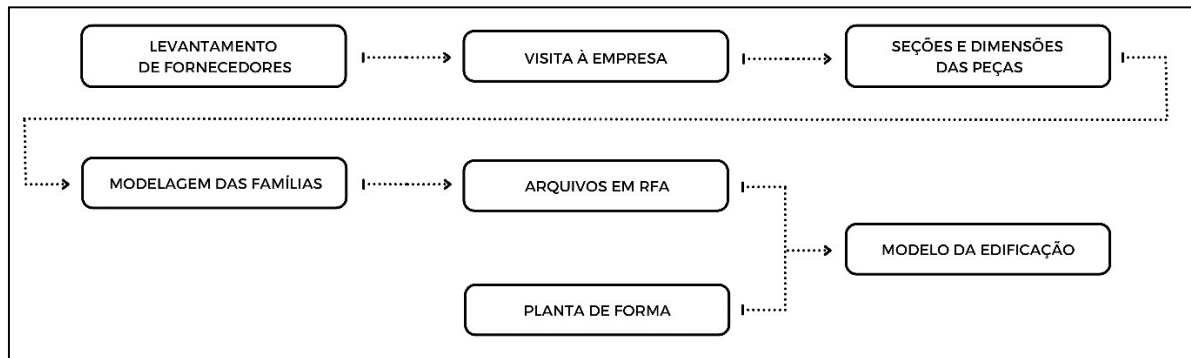 LEVANTAMENTO
DE FORNECEDORES
VISITA À EMPRESA
SEÇÕES E DIMENSÕES
DAS PEÇAS
MODELAGEM DAS FAMÍLIAS
ARQUIVOS EM RFA
MODELO DA EDIFICAÇÃO
PLANTA DE FORMA